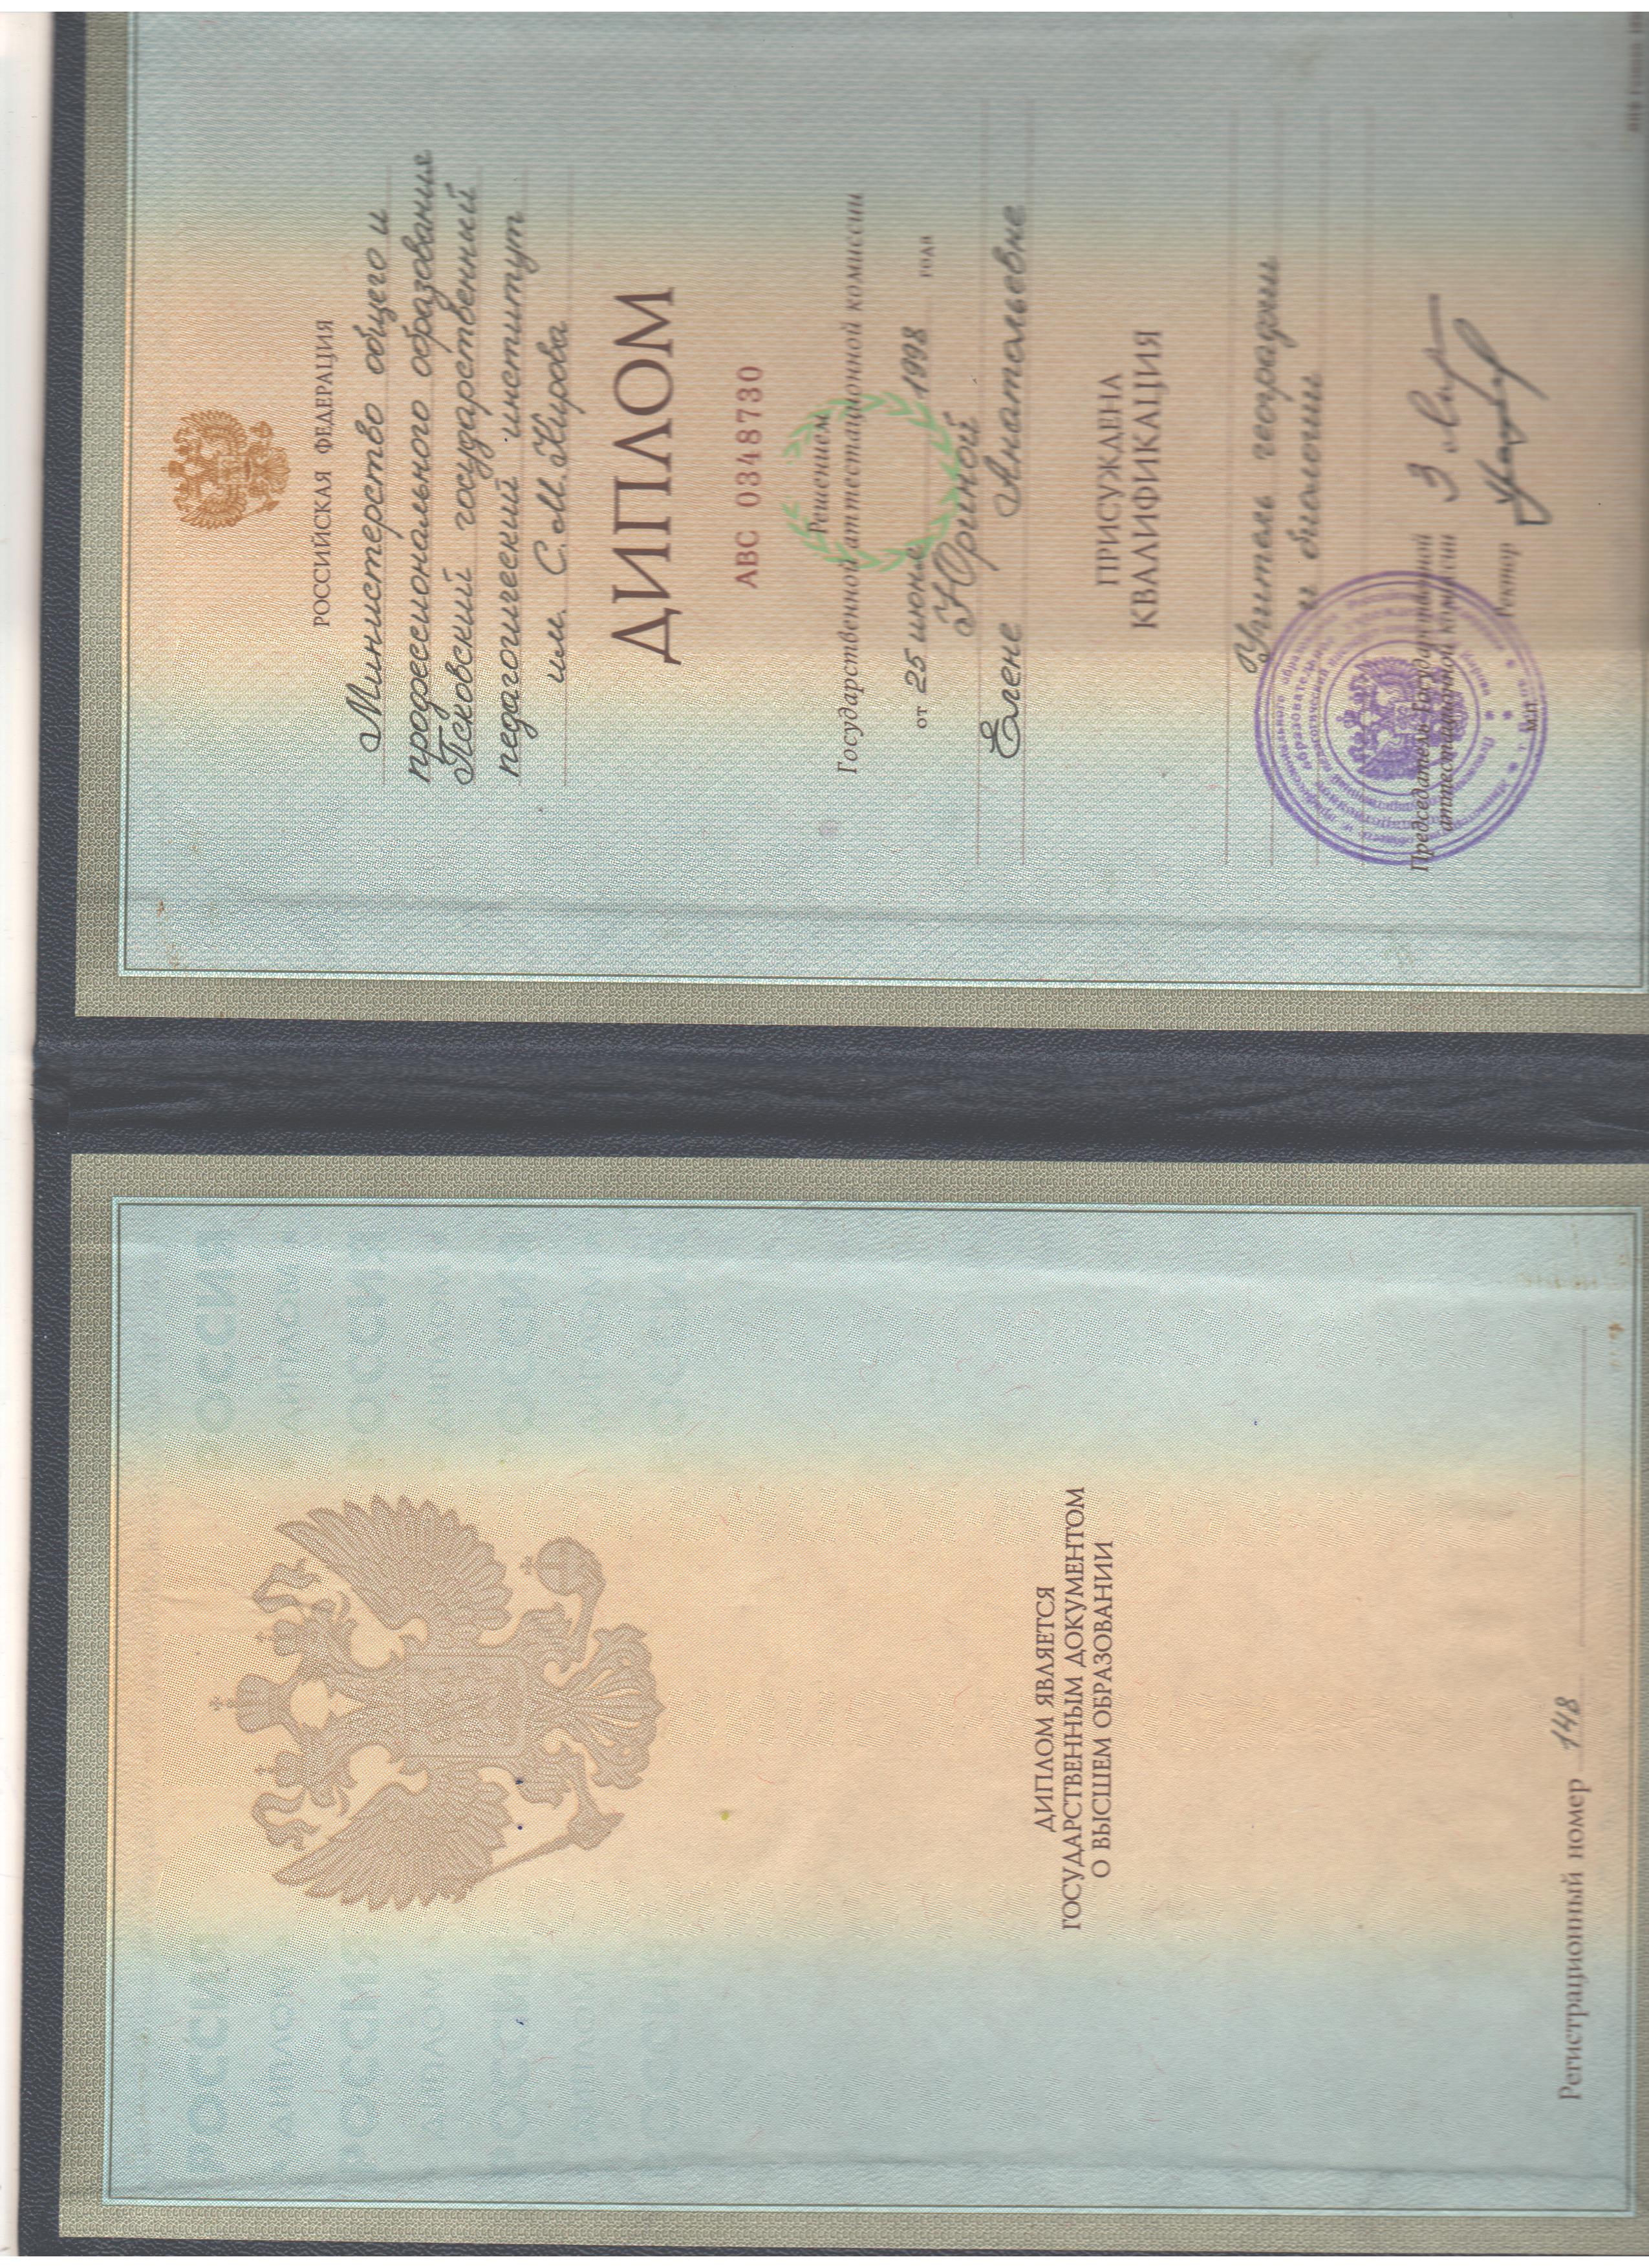 ДИПЛОМ ЯВЛЯЕТСЯ
ГОСУДАРСТВЕННЫМ ДОКУМЕНТОМ
О ВЫСШЕМ ОБРАЗОВАНИИ
Регистрационный номер 148
РОССИЙСКАЯ ФЕДЕРАЦИЯ
Министерство общего и
профессионального образования
Псковский государственный
педагогический институт
им. С.М.Кирова
ДИПЛОМ
АВС 0348730
Решением
Государственной аттестационной комиссии
от 25 июня 1998 года
Юриной
Елене Анатольевне
ПРИСУЖДЕНА
КВАЛИФИКАЦИЯ
Учитель географии
и биологии
Председатель Государственной
аттестационной комиссии
Ректор
М.П.